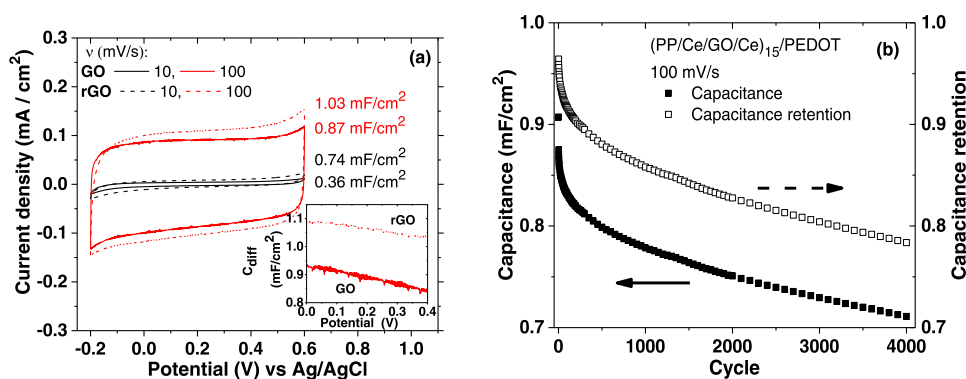 (a)
ν (mV/s):
GO 10, 100
rGO 10, 100
1.03 mF/cm²
0.87 mF/cm²
0.74 mF/cm²
0.36 mF/cm²
Current density (mA / cm²)
0.3
0.2
0.1
0.0
-0.1
-0.2
-0.3
-0.2 0.0 0.2 0.4 0.6 0.8 1.0
Potential (V) vs Ag/AgCl
C_diff
(mF/cm²)
1.1
1.0
0.9
0.8
rGO
GO
0.0 0.1 0.2 0.3 0.4
Potential (V)
(b)
(PP/Ce/GO/Ce)₁₅/PEDOT
100 mV/s
Capacitance
Capacitance retention
Capacitance (mF/cm²)
1.0
0.9
0.8
0.7
0 1000 2000 3000 4000
Cycle
1.0
0.9
0.8
0.7
Capacitance retention